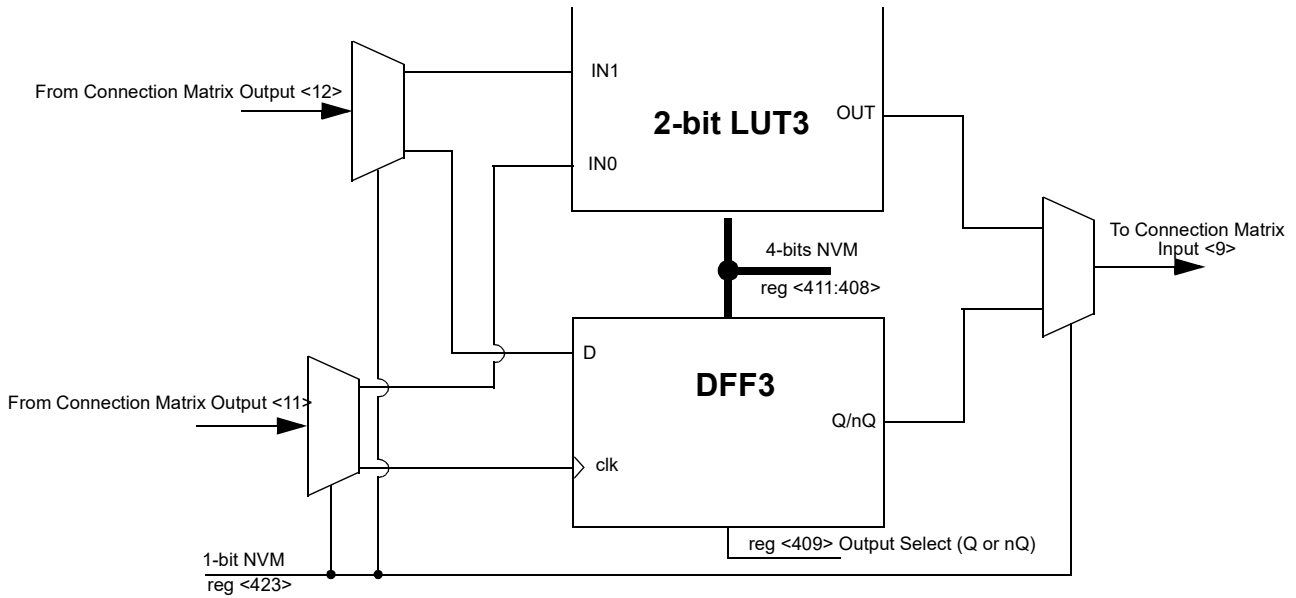 IN1
From Connection Matrix Output <12>
2-bit LUT3
OUT
IN0
To Connection Matrix
Input <9>
4-bits NVM
reg <411:408>
D
DFF3
From Connection Matrix Output <11>
Q/nQ
clk
reg <409> Output Select (Q or nQ)
1-bit NVM
reg <423>